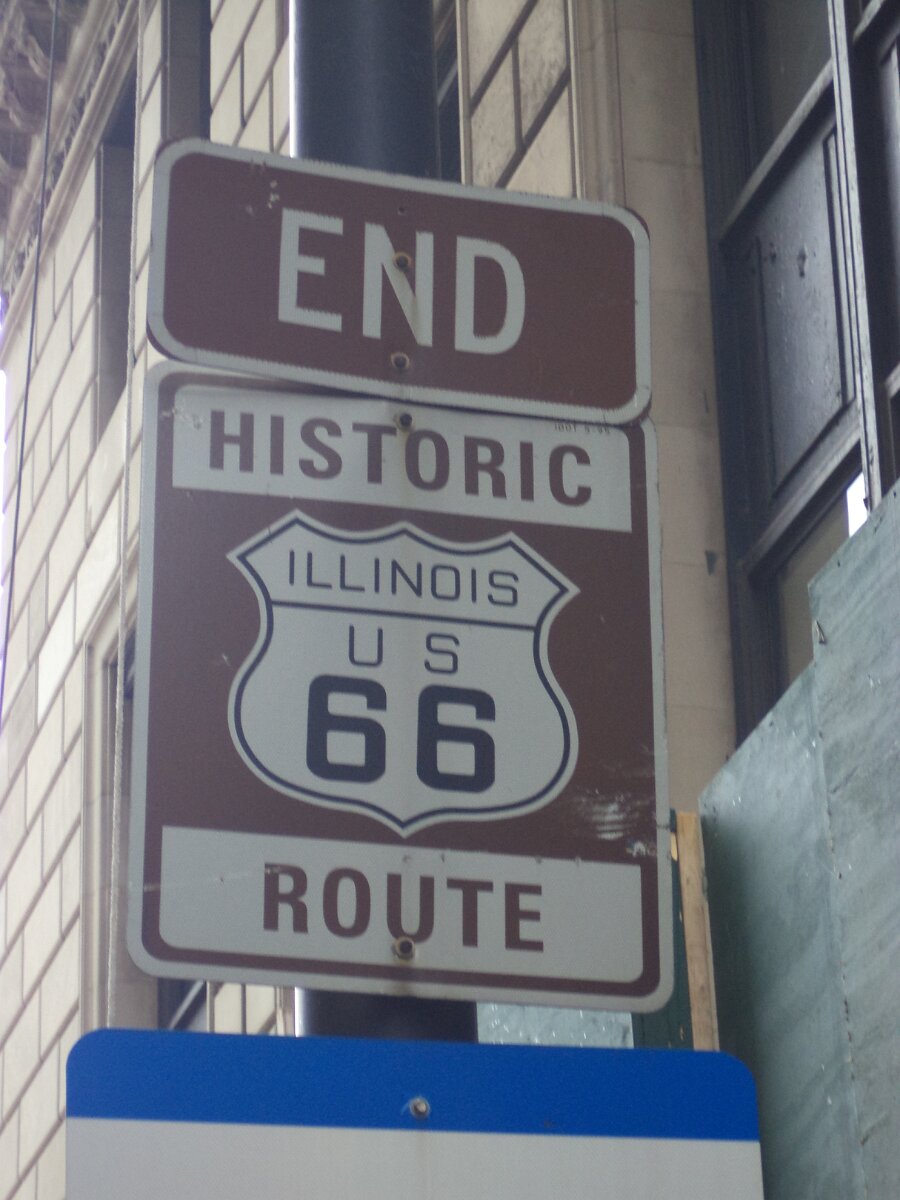 END
HISTORIC
ILLINOIS
U S
66
ROUTE